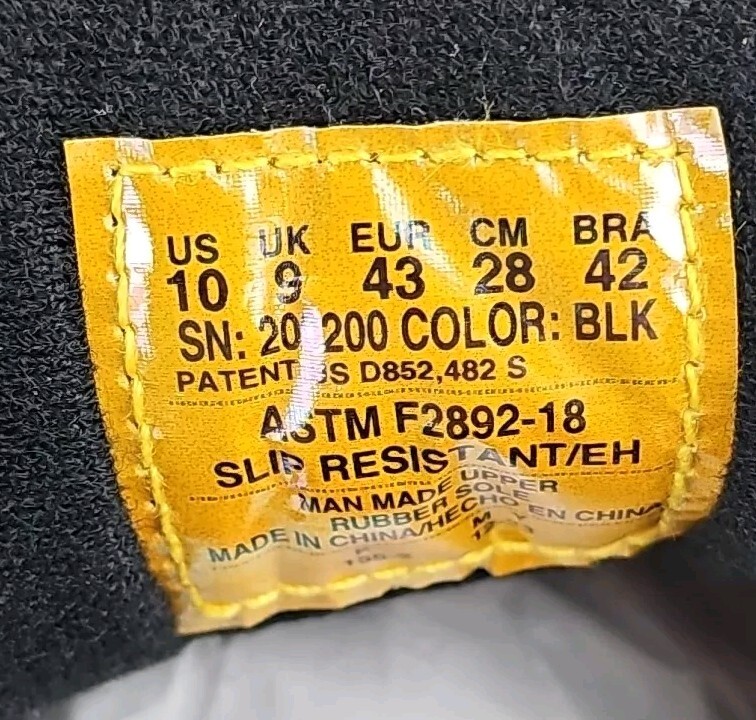 US UK EUR CM BRA
10 9 43 28 42
SN: 200 COLOR: BLK
PATENT US D852,482 S
ASTM F2892-18
SLIP RESISTANT/EH
MAN MADE UPPER
RUBBER SOLE
MADE IN CHINA/HECHO EN CHINA